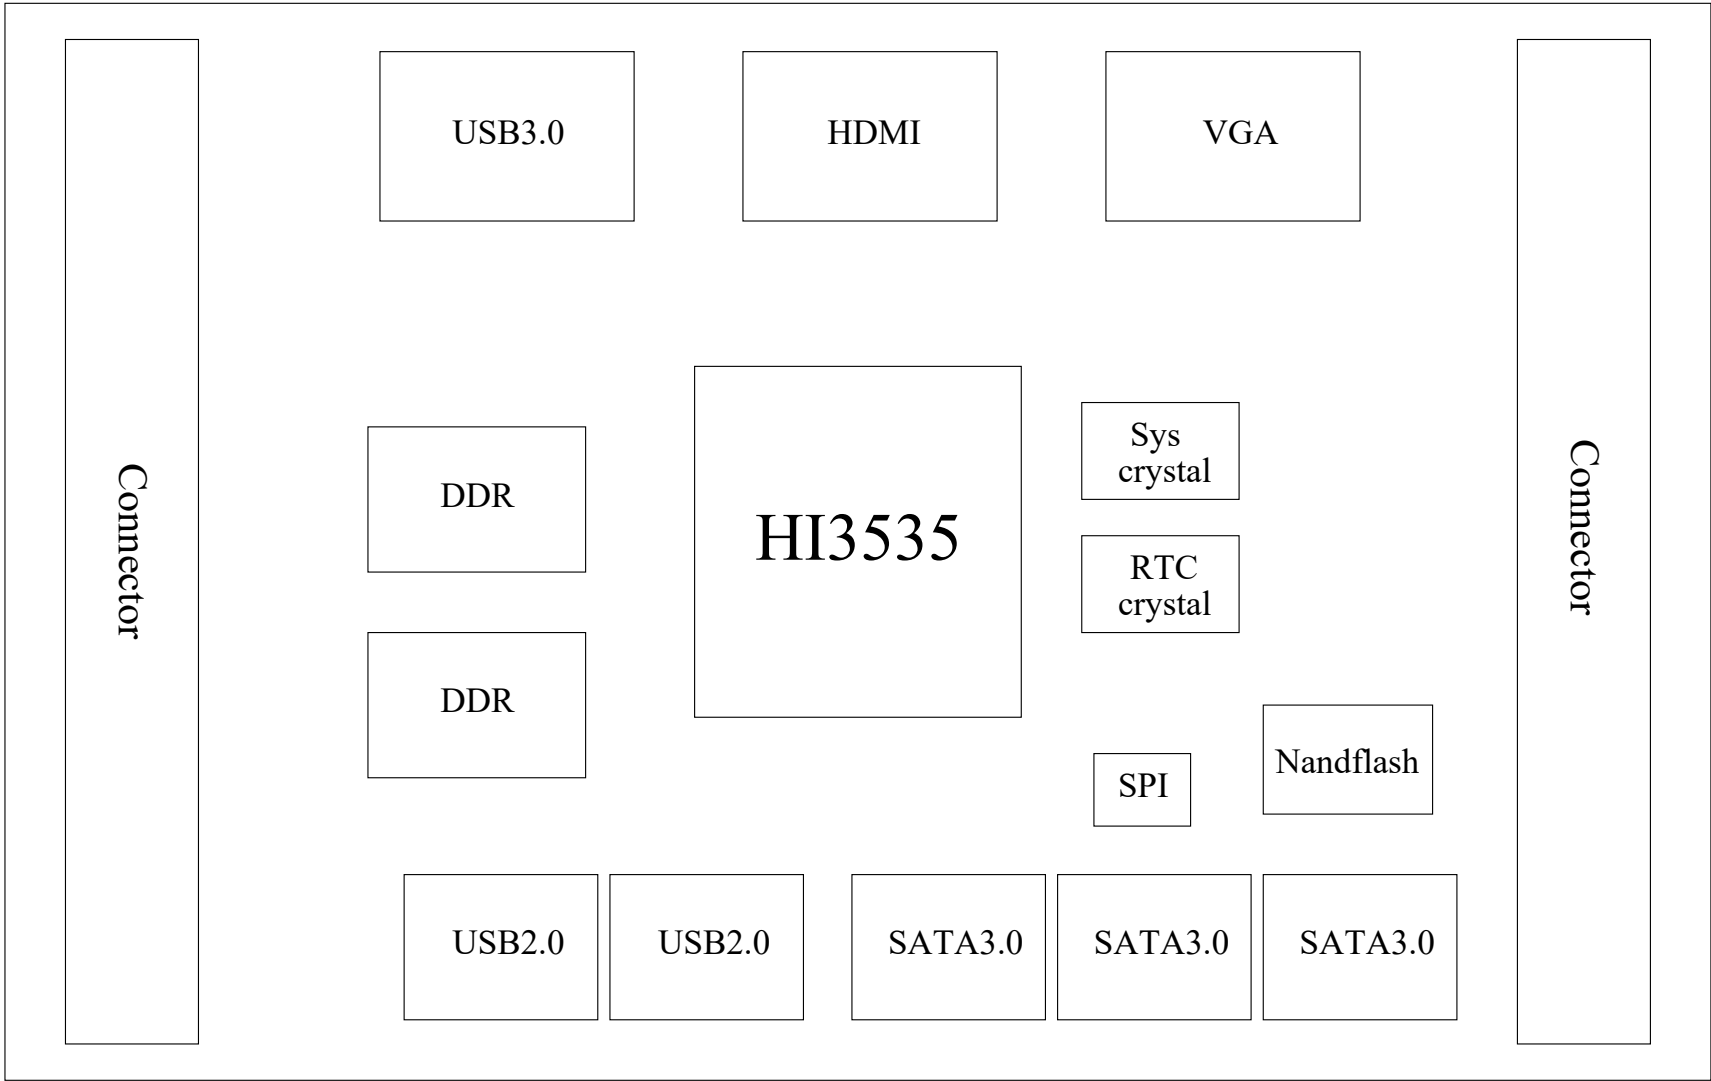 USB3.0
HDMI
VGA
Connector
DDR
HI3535
Sys
crystal
RTC
crystal
Connector
DDR
SPI
Nandflash
USB2.0
USB2.0
SATA3.0
SATA3.0
SATA3.0